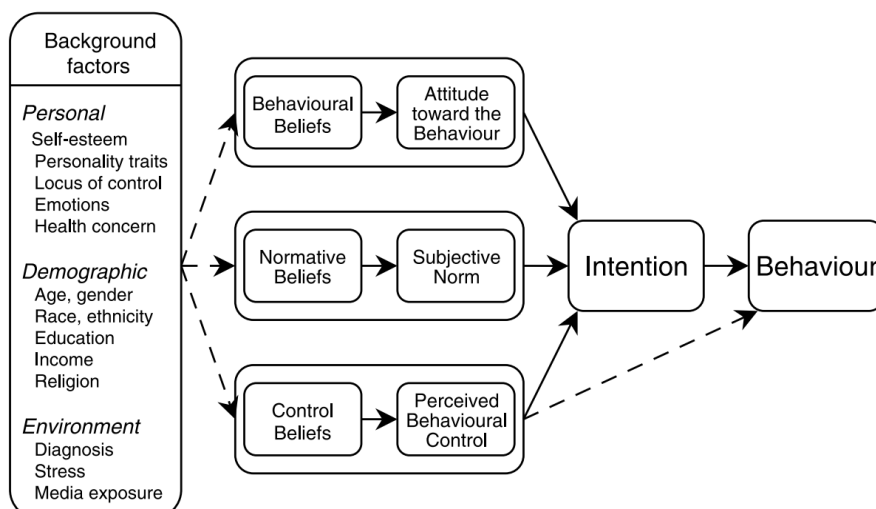 Background
factors
Personal
Self-esteem
Personality traits
Locus of control
Emotions
Health concern
Demographic
Age, gender
Race, ethnicity
Education
Income
Religion
Environment
Diagnosis
Stress
Media exposure
Behavioural
Beliefs
Attitude
toward the
Behaviour
Normative
Beliefs
Subjective
Norm
Control
Beliefs
Perceived
Behavioural
Control
Intention
Behaviour